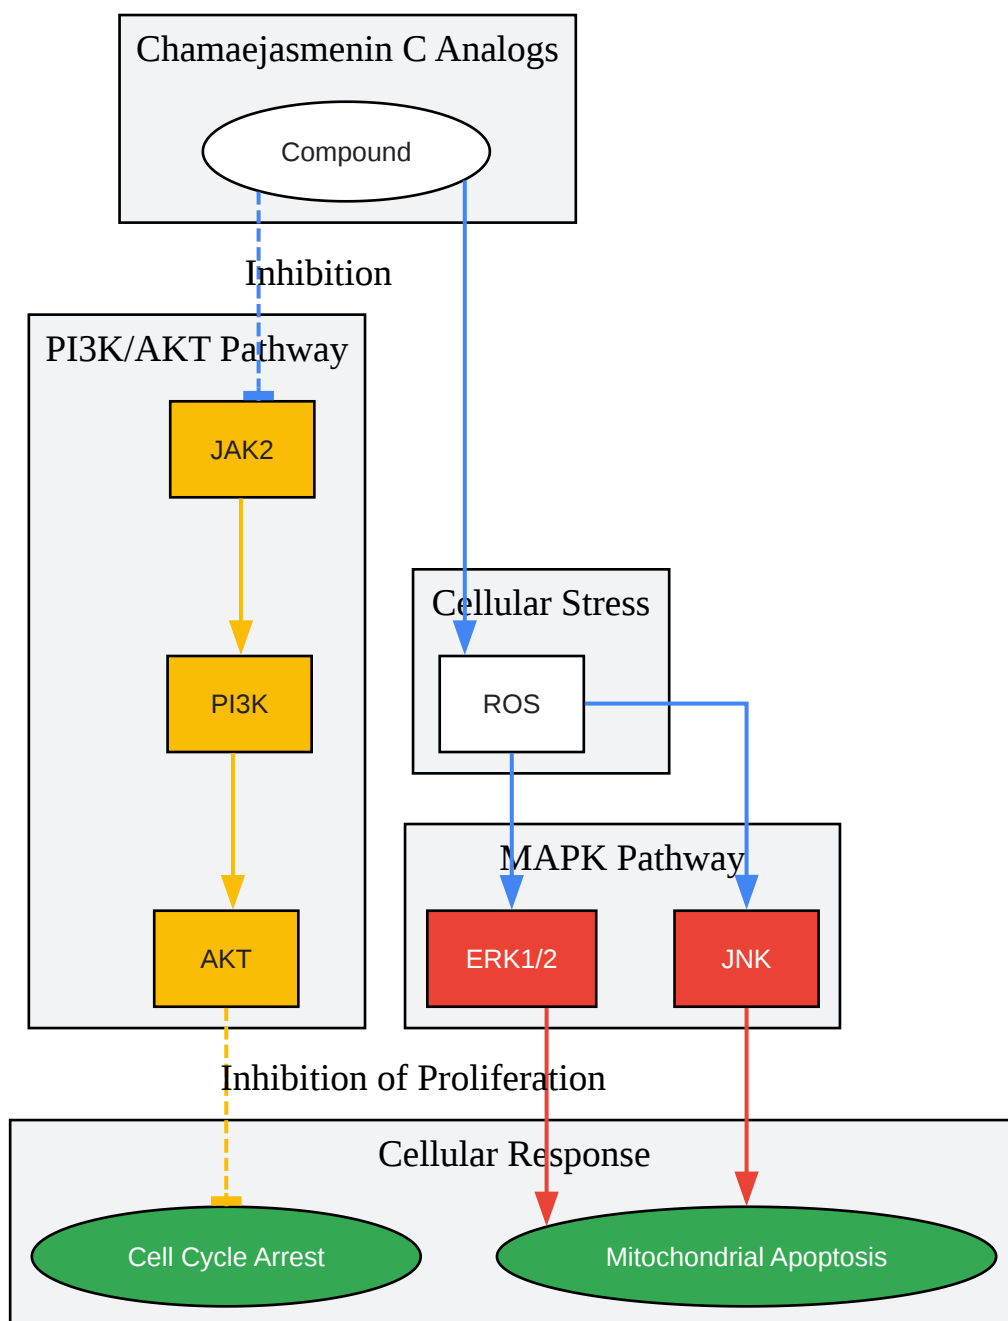 Chamaejasmenin C Analogs
Compound
Inhibition
PI3K/AKT Pathway
JAK2
Cellular Stress
PI3K
ROS
MAPK Pathway
AKT
ERK1/2
JNK
Inhibition of Proliferation
Cellular Response
Cell Cycle Arrest
Mitochondrial Apoptosis